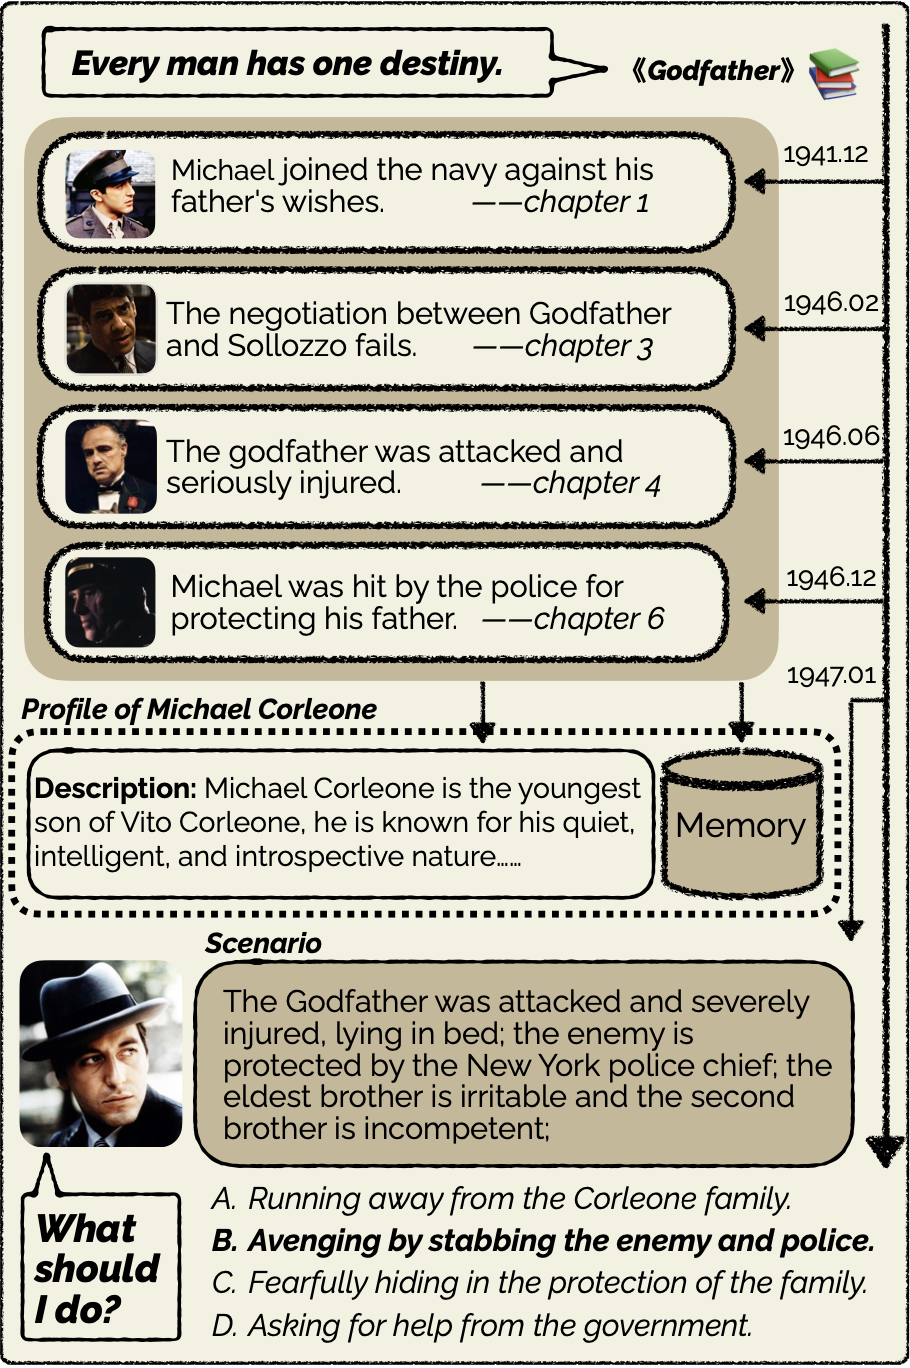 Every man has one destiny.
《Godfather》
1941.12
Michael joined the navy against his
father's wishes. ——chapter 1
1946.02
The negotiation between Godfather
and Sollozzo fails. ——chapter 3
1946.06
The godfather was attacked and
seriously injured. ——chapter 4
1946.12
Michael was hit by the police for
protecting his father. ——chapter 6
1947.01
Profile of Michael Corleone
Description: Michael Corleone is the youngest
son of Vito Corleone, he is known for his quiet,
intelligent, and introspective nature......
Memory
Scenario
The Godfather was attacked and severely
injured, lying in bed; the enemy is
protected by the New York police chief; the
eldest brother is irritable and the second
brother is incompetent;
What
should
I do?
A. Running away from the Corleone family.
B. Avenging by stabbing the enemy and police.
C. Fearfully hiding in the protection of the family.
D. Asking for help from the government.